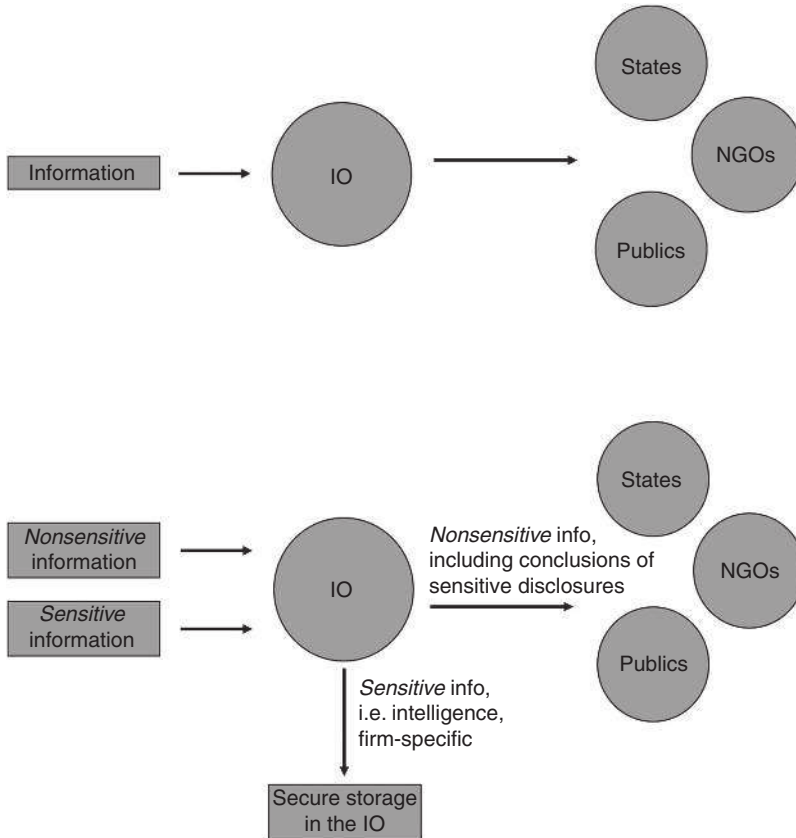 States
Information
IO
NGOs
Publics
States
Nonsensitive
information
Nonsensitive info,
including conclusions of
sensitive disclosures
IO
NGOs
Sensitive
information
Publics
Sensitive info,
i.e. intelligence,
firm-specific
Secure storage
in the IO